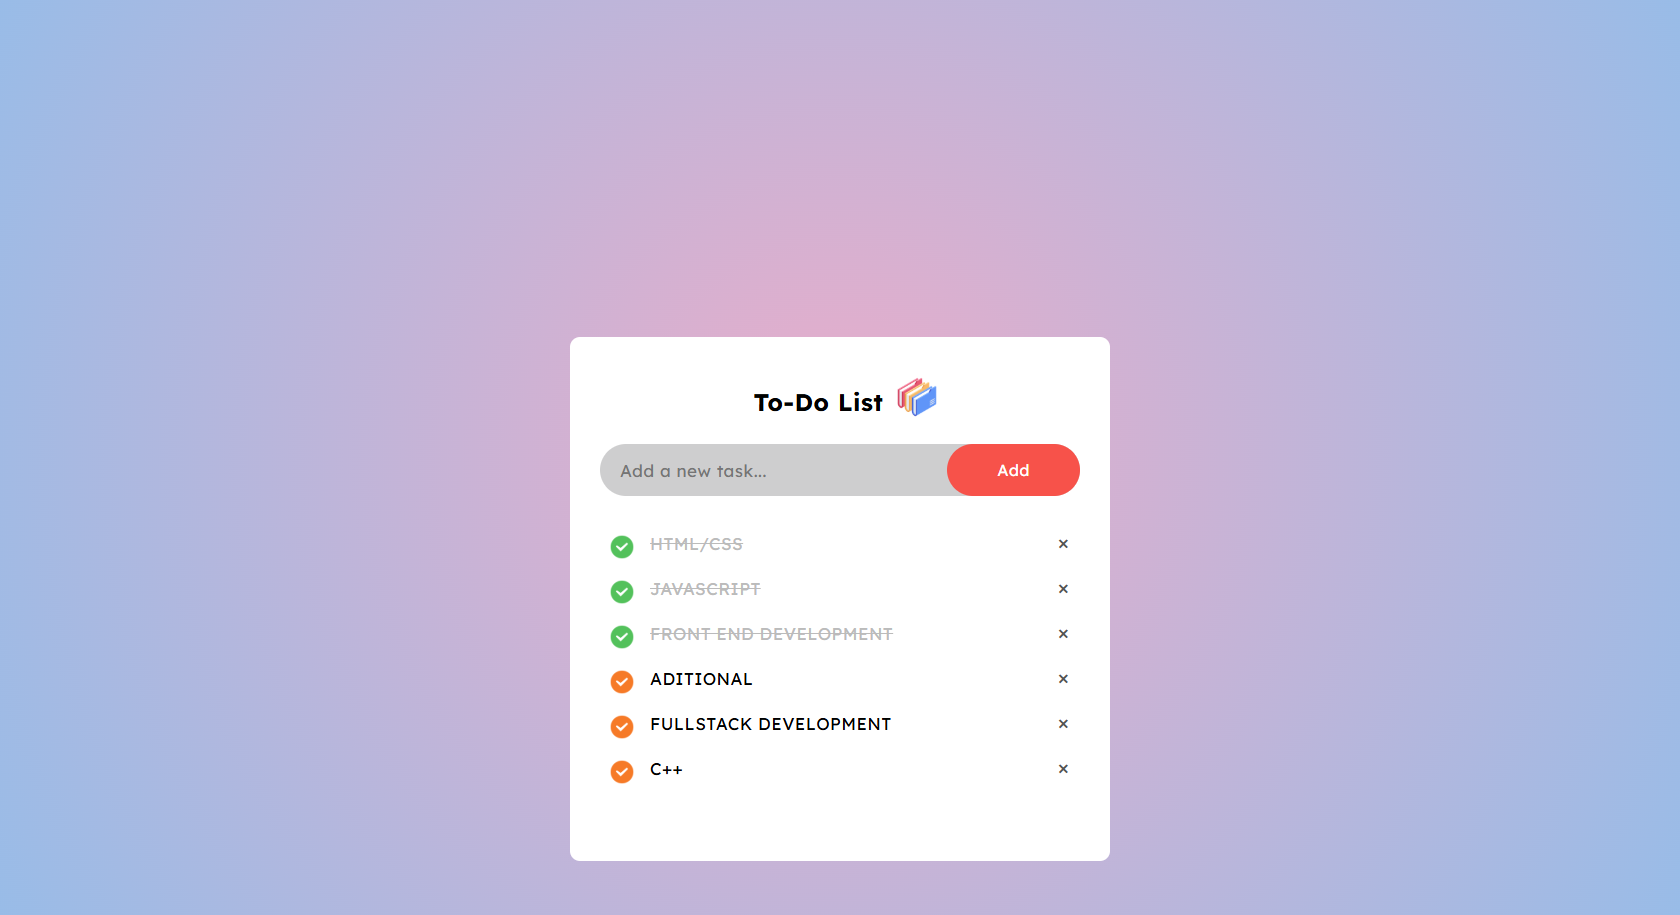 To-Do List
Add a new task...
Add
HTML/CSS ×
JAVASCRIPT ×
FRONT END DEVELOPMENT ×
ADITIONAL ×
FULLSTACK DEVELOPMENT ×
C++ ×